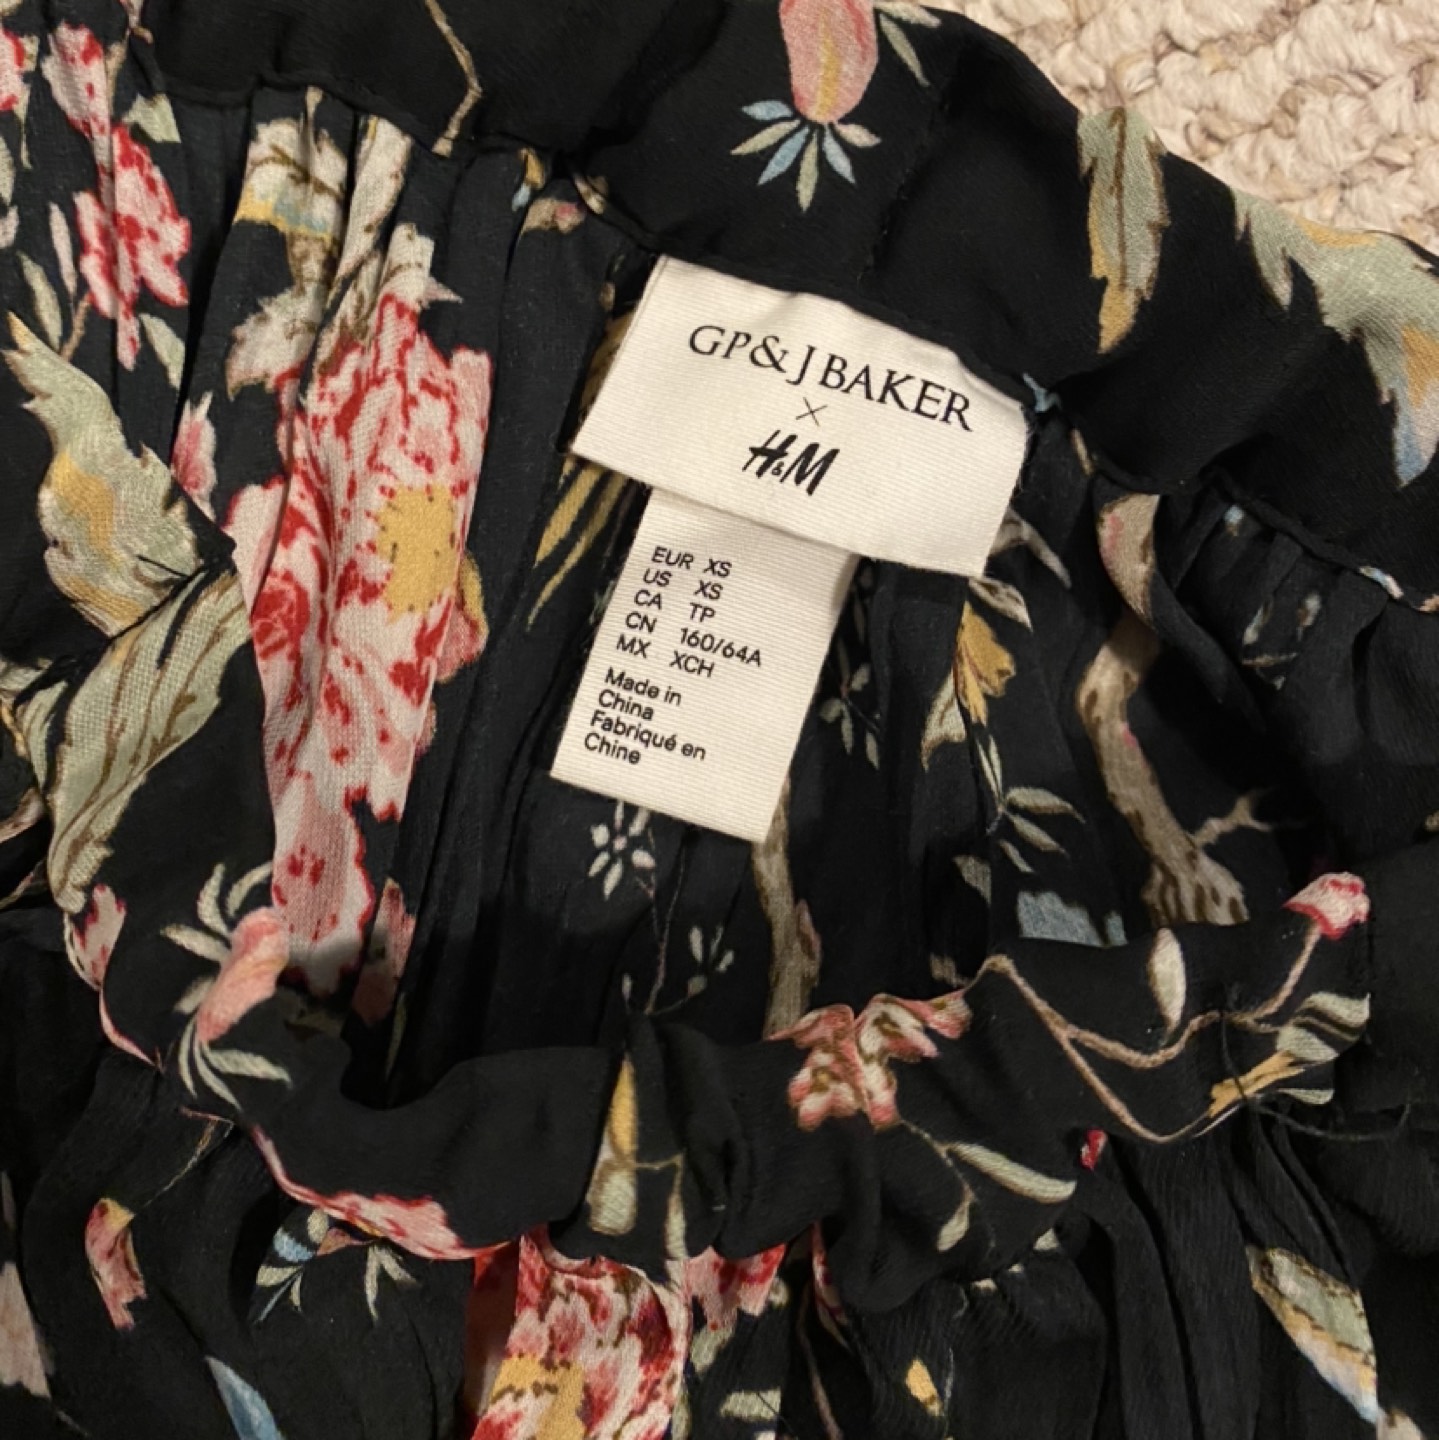 GP & J BAKER
×
H&M
EUR XS
US XS
CA TP
CN 160/64A
MX XCH
Made in
China
Fabriqué en
Chine